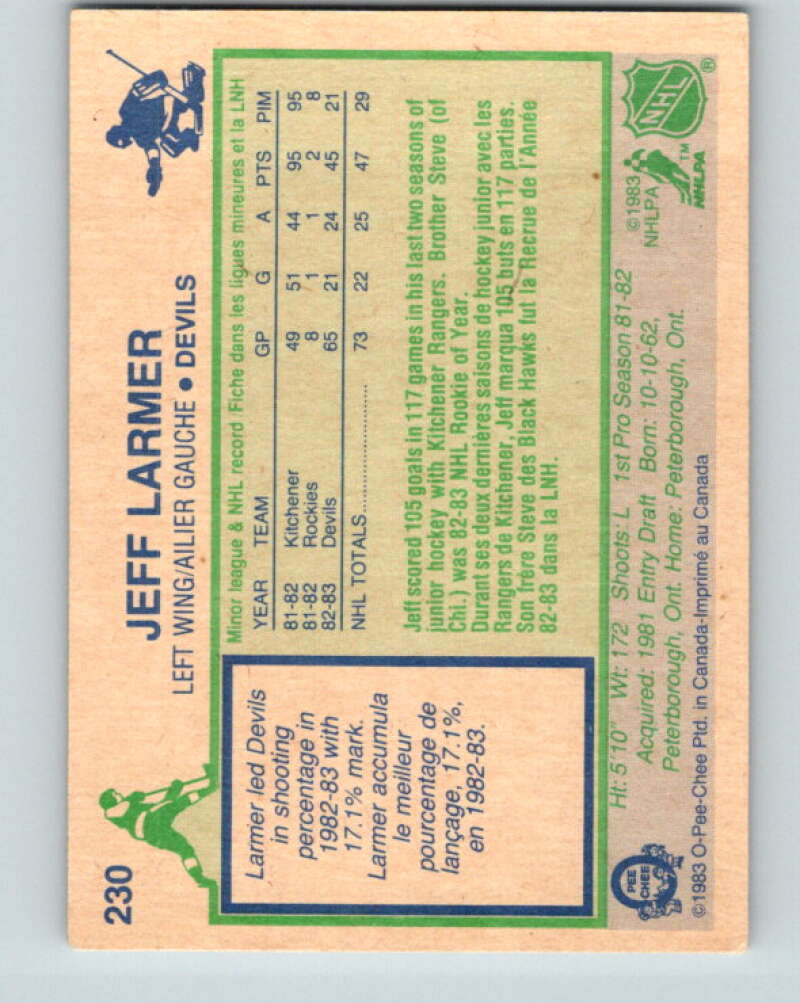 230
JEFF LARMER
LEFT WING/AILIER GAUCHE • DEVILS
Larmer led Devils
in shooting
percentage in
1982-83 with
17.1% mark.
Larmer accumula
le meilleur
pourcentage de
lançage, 17.1%,
en 1982-83.
Minor league & NHL record Fiche dans les ligues mineures et la LNH
YEAR TEAM GP G A PTS PIM
81-82 Kitchener 49 51 44 95 95
81-82 Rockies 8 1 1 2 8
82-83 Devils 65 21 24 45 21
NHL TOTALS 73 22 25 47 29
Jeff scored 105 goals in 117 games in his last two seasons of
junior hockey with Kitchener Rangers. Brother Steve (of
Chi.) was 82-83 NHL Rookie of Year.
Durant ses deux dernières saisons de hockey junior avec les
Rangers de Kitchener, Jeff marqua 105 buts en 117 parties.
Son frère Steve des Black Hawks fut la Recrue de l'Année
82-83 dans la LNH.
Ht: 5'10" Wt: 172 Shoots: L 1st Pro Season 81-82
Acquired: 1981 Entry Draft Born: 10-10-62,
Peterborough, Ont. Home: Peterborough, Ont.
©1983 O-Pee-Chee Ptd. in Canada-Imprimé au Canada
O PEE CHEE
©1983
NHLPA
NHLPA TM
NHL ®